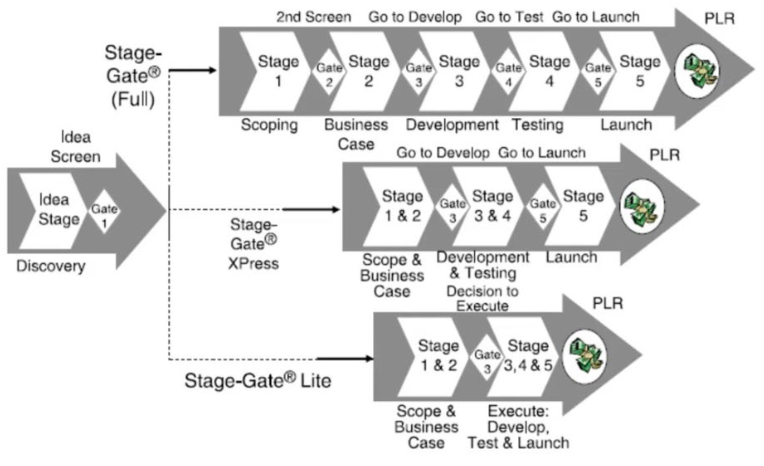 2nd Screen Go to Develop Go to Test Go to Launch PLR
Stage-
Gate®
(Full)
Stage
1
Gate
2
Stage
2
Gate
3
Stage
3
Gate
4
Stage
4
Gate
5
Stage
5
Scoping
Business
Case
Development
Testing
Launch
Idea
Screen
Idea
Stage
Gate
1
Discovery
Go to Develop Go to Launch PLR
Stage-
Gate®
XPress
Stage
1 & 2
Gate
3
Stage
3 & 4
Gate
5
Stage
5
Scope &
Business
Case
Development
& Testing
Launch
Decision to
Execute
PLR
Stage-Gate® Lite
Stage
1 & 2
Gate
3
Stage
3,4 & 5
Scope &
Business
Case
Execute:
Develop,
Test & Launch